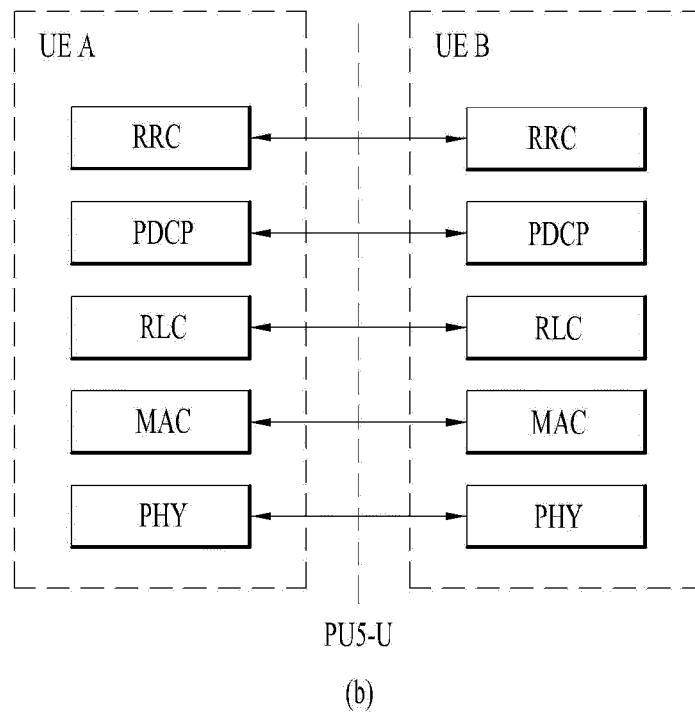 UE A UE B
RRC RRC
PDCP PDCP
RLC RLC
MAC MAC
PHY PHY
PU5-U
(b)